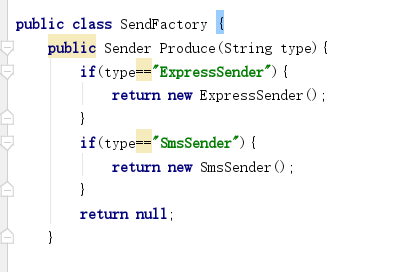 public class SendFactory {
    public Sender Produce(String type){
        if(type=="ExpressSender"){
            return new ExpressSender();
        }
        if(type=="SmsSender"){
            return new SmsSender();
        }
        return null;
    }